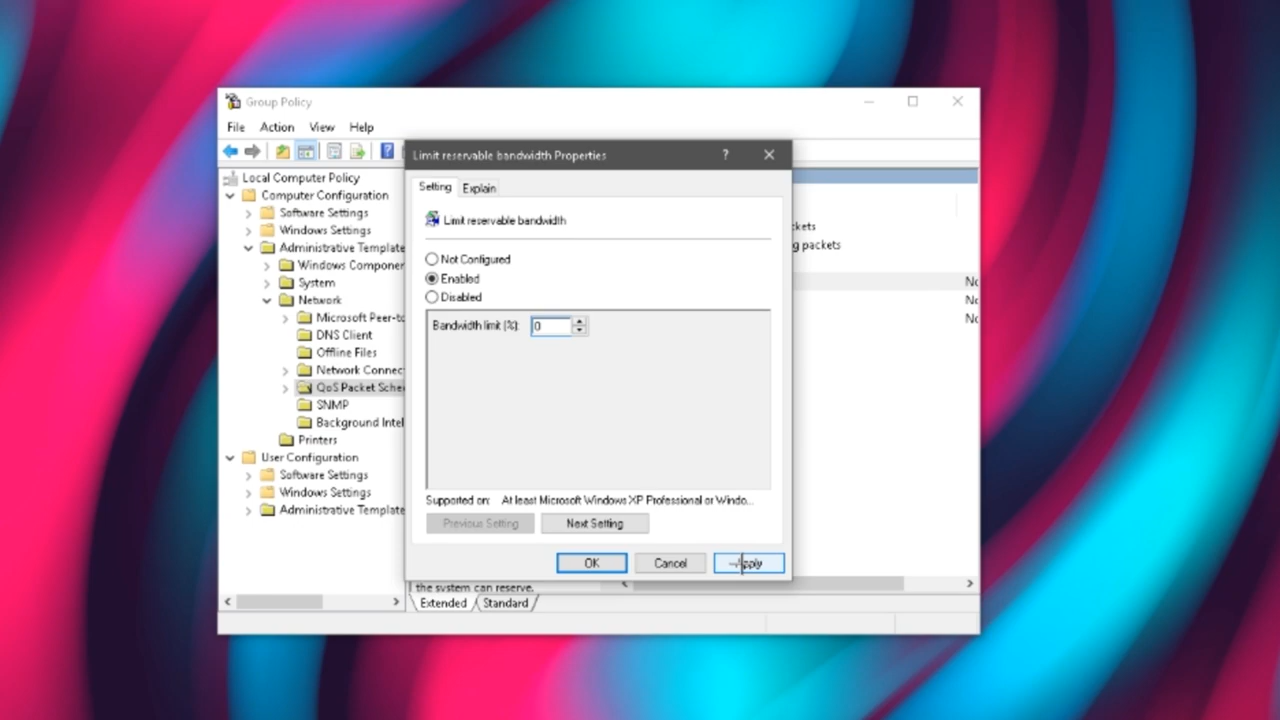 Group Policy
File Action View Help
Limit reservable bandwidth Properties
Local Computer Policy
Computer Configuration
Software Settings
Windows Settings
Administrative Template
Windows Componer
System
Network
Microsoft Peer-to
DNS Client
Offline Files
Network Connec
QoS Packet Sche
SNMP
Background Intel
Printers
User Configuration
Software Settings
Windows Settings
Administrative Template
Setting Explain
Limit reservable bandwidth
Not Configured
Enabled
Disabled
Bandwidth limit (%): 0
Supported on: At least Microsoft Windows XP Professional or Windo...
Previous Setting Next Setting
OK Cancel Apply
packets
No
No
No
the system can reserve.
Extended Standard